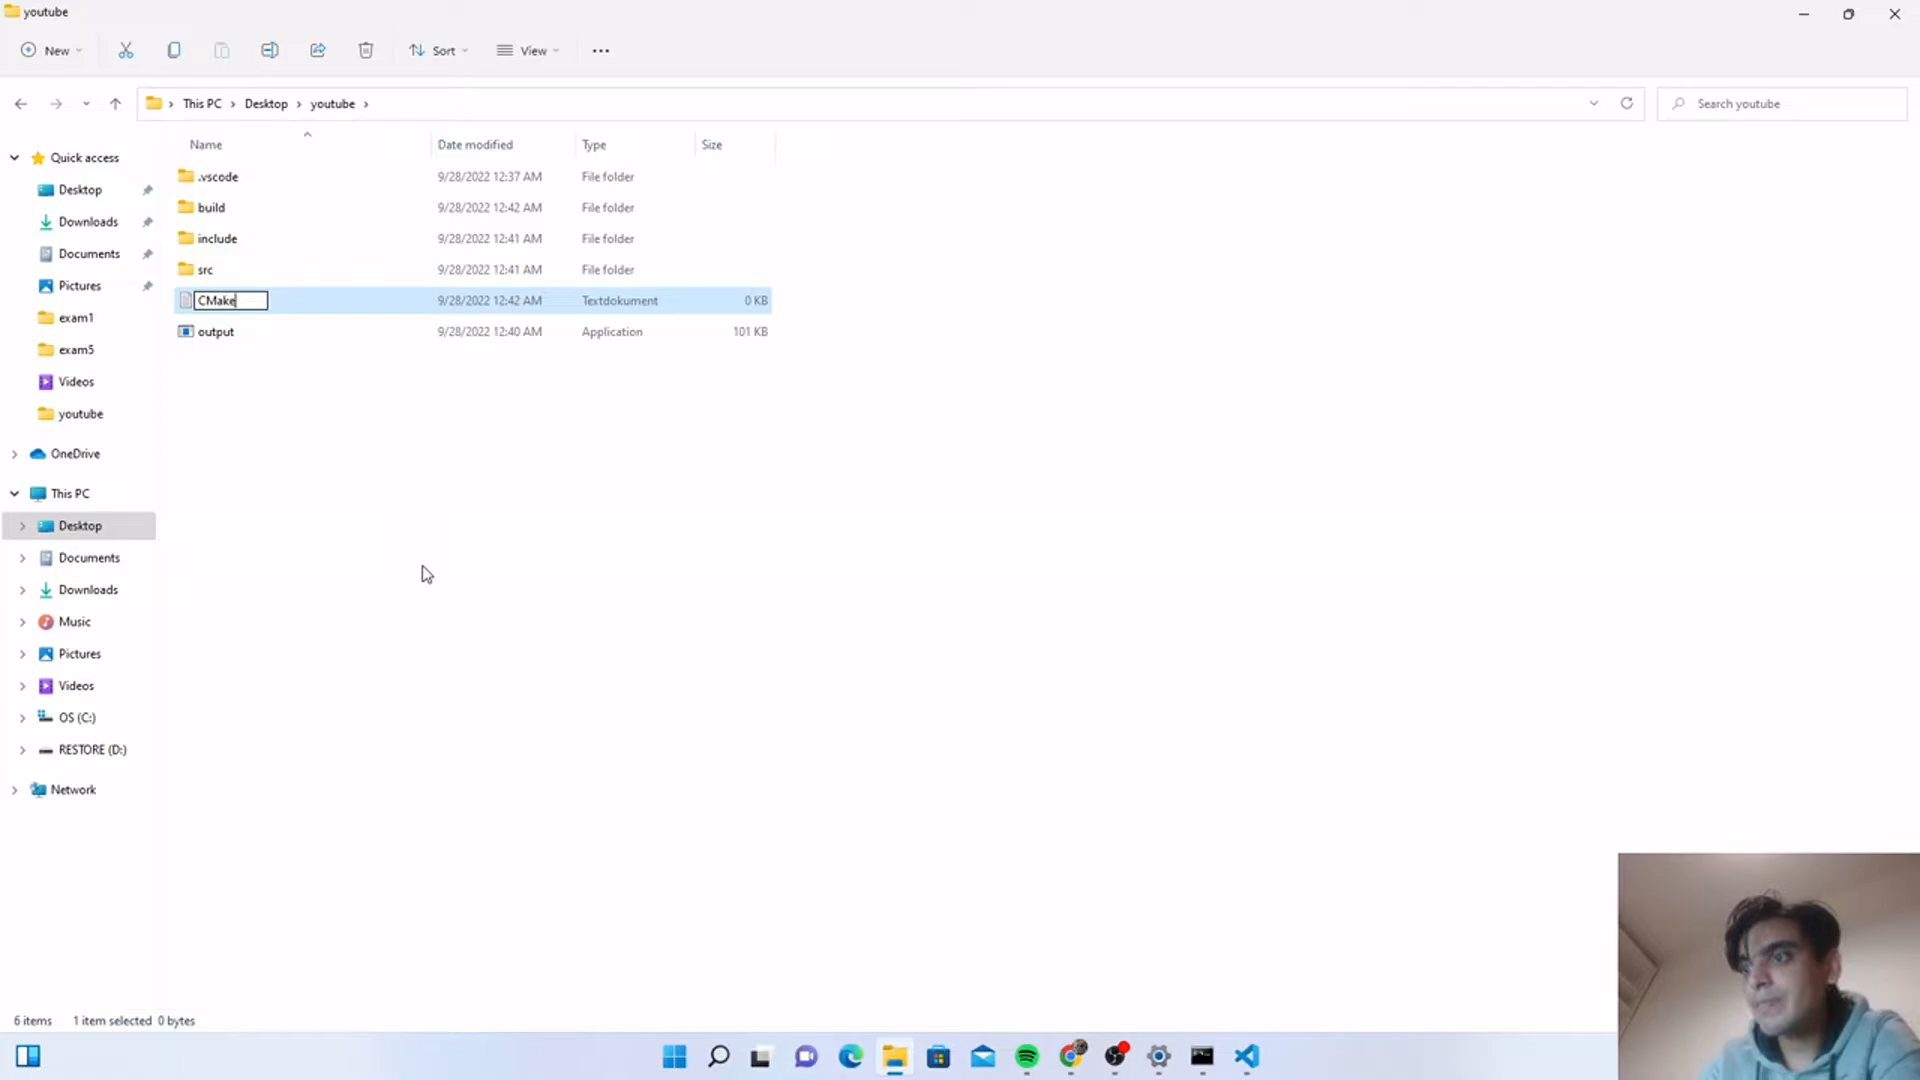 youtube
New
Sort
View
This PC
Desktop
youtube
Search youtube
Name
Date modified
Type
Size
.vscode
9/28/2022 12:37 AM
File folder
build
9/28/2022 12:42 AM
File folder
include
9/28/2022 12:41 AM
File folder
src
9/28/2022 12:41 AM
File folder
CMake
9/28/2022 12:42 AM
Textdokument
0 KB
output
9/28/2022 12:40 AM
Application
101 KB
Quick access
Desktop
Downloads
Documents
Pictures
exam1
exam5
Videos
youtube
OneDrive
This PC
Desktop
Documents
Downloads
Music
Pictures
Videos
OS (C:)
RESTORE (D:)
Network
6 items
1 item selected 0 bytes